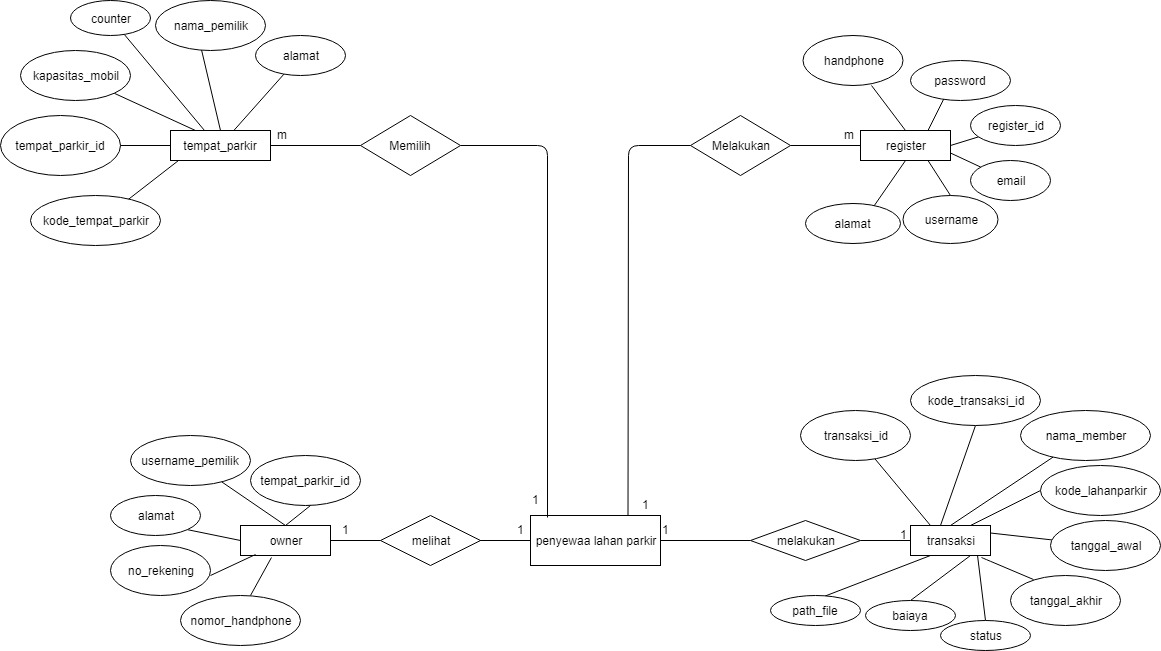 counter
nama_pemilik
alamat
kapasitas_mobil
tempat_parkir_id
tempat_parkir
kode_tempat_parkir
m
Memilih
Melakukan
m
handphone
password
register_id
register
email
alamat
username
1
1
username_pemilik
tempat_parkir_id
alamat
owner
no_rekening
nomor_handphone
1
melihat
1
penyewaa lahan parkir
1
melakukan
1
transaksi
transaksi_id
kode_transaksi_id
nama_member
kode_lahanparkir
tanggal_awal
tanggal_akhir
path_file
baiaya
status